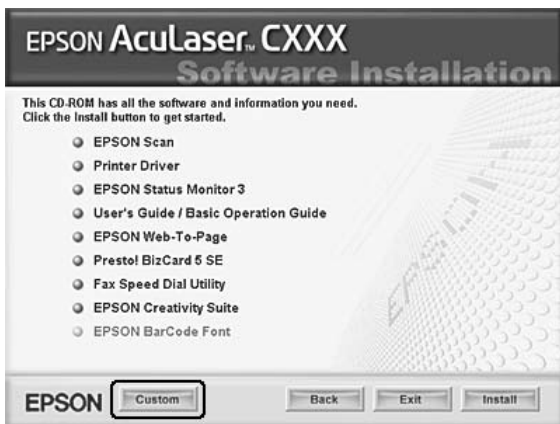 EPSON AcuLaser™ CXXX
Software Installation
This CD-ROM has all the software and information you need.
Click the Install button to get started.
EPSON Scan
Printer Driver
EPSON Status Monitor 3
User's Guide / Basic Operation Guide
EPSON Web-To-Page
Presto! BizCard 5 SE
Fax Speed Dial Utility
EPSON Creativity Suite
EPSON BarCode Font
EPSON
EPSON Custom Back Exit Install